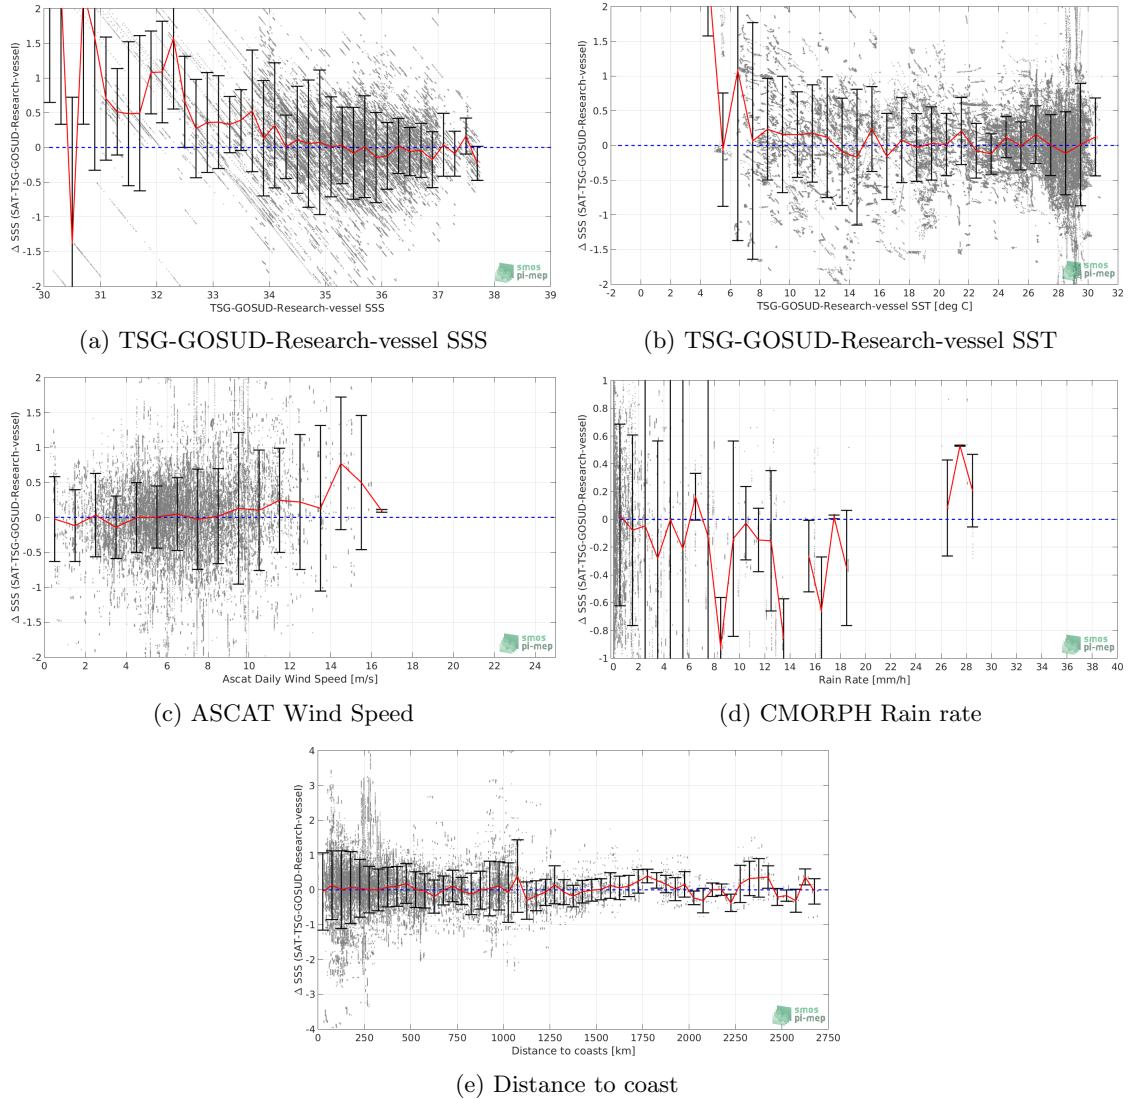 2
1.5
1
0.5
0
-0.5
-1
-1.5
-2
Δ SSS (SAT-TSG-GOSUD-Research-vessel)
30 31 32 33 34 35 36 37 38 39
TSG-GOSUD-Research-vessel SSS
smos
pi-mep
(a) TSG-GOSUD-Research-vessel SSS
2
1.5
1
0.5
0
-0.5
-1
-1.5
-2
Δ SSS (SAT-TSG-GOSUD-Research-vessel)
-2 0 2 4 6 8 10 12 14 16 18 20 22 24 26 28 30 32
TSG-GOSUD-Research-vessel SST [deg C]
smos
pi-mep
(b) TSG-GOSUD-Research-vessel SST
2
1.5
1
0.5
0
-0.5
-1
-1.5
-2
Δ SSS (SAT-TSG-GOSUD-Research-vessel)
0 2 4 6 8 10 12 14 16 18 20 22 24
Ascat Daily Wind Speed [m/s]
smos
pi-mep
(c) ASCAT Wind Speed
1
0.8
0.6
0.4
0.2
0
-0.2
-0.4
-0.6
-0.8
-1
Δ SSS (SAT-TSG-GOSUD-Research-vessel)
0 2 4 6 8 10 12 14 16 18 20 22 24 26 28 30 32 34 36 38 40
Rain Rate [mm/h]
smos
pi-mep
(d) CMORPH Rain rate
4
3
2
1
0
-1
-2
-3
-4
Δ SSS (SAT-TSG-GOSUD-Research-vessel)
0 250 500 750 1000 1250 1500 1750 2000 2250 2500 2750
Distance to coasts [km]
smos
pi-mep
(e) Distance to coast